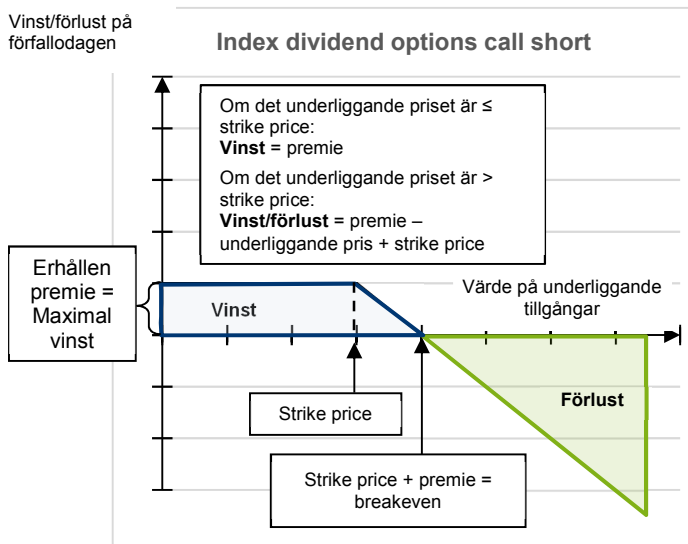 Vinst/förlust på
förfallodagen
Index dividend options call short
Om det underliggande priset är ≤
strike price:
Vinst = premie
Om det underliggande priset är >
strike price:
Vinst/förlust = premie –
underliggande pris + strike price
Erhållen
premie =
Maximal
vinst
Vinst
Värde på underliggande
tillgångar
Förlust
Strike price
Strike price + premie =
breakeven